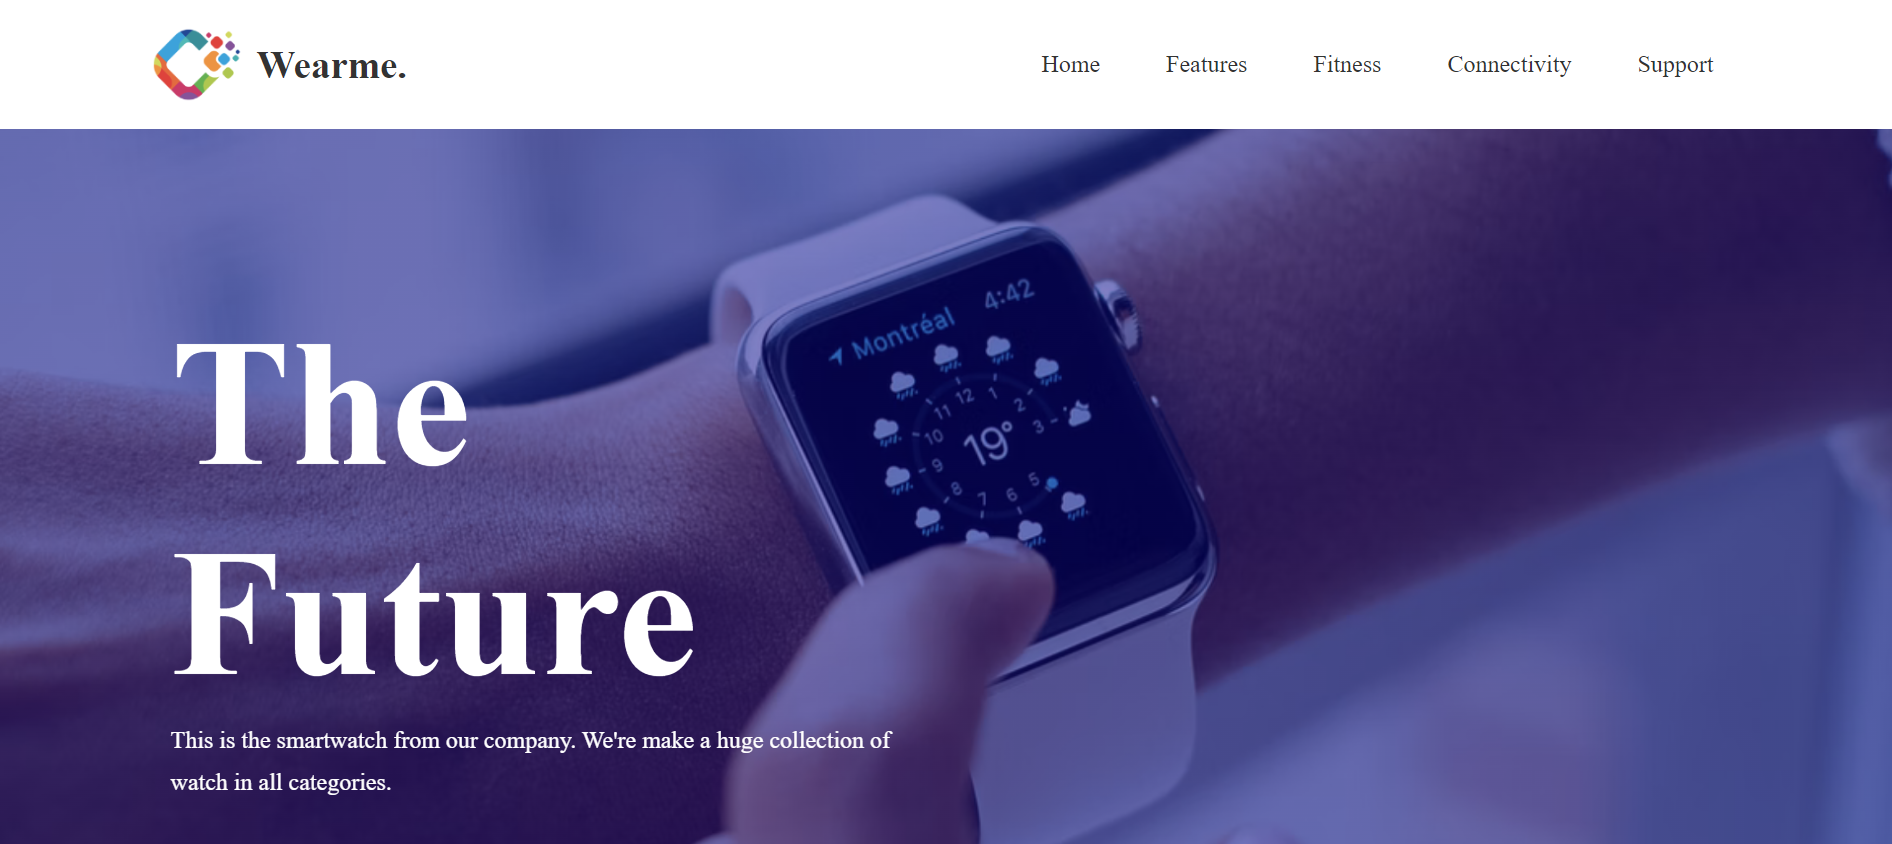 Wearme.
Home Features Fitness Connectivity Support
The
Future
This is the smartwatch from our company. We're make a huge collection of
watch in all categories.
Montréal 4:42
12
1
2
3
5
6
7
8
9
10
11
19°